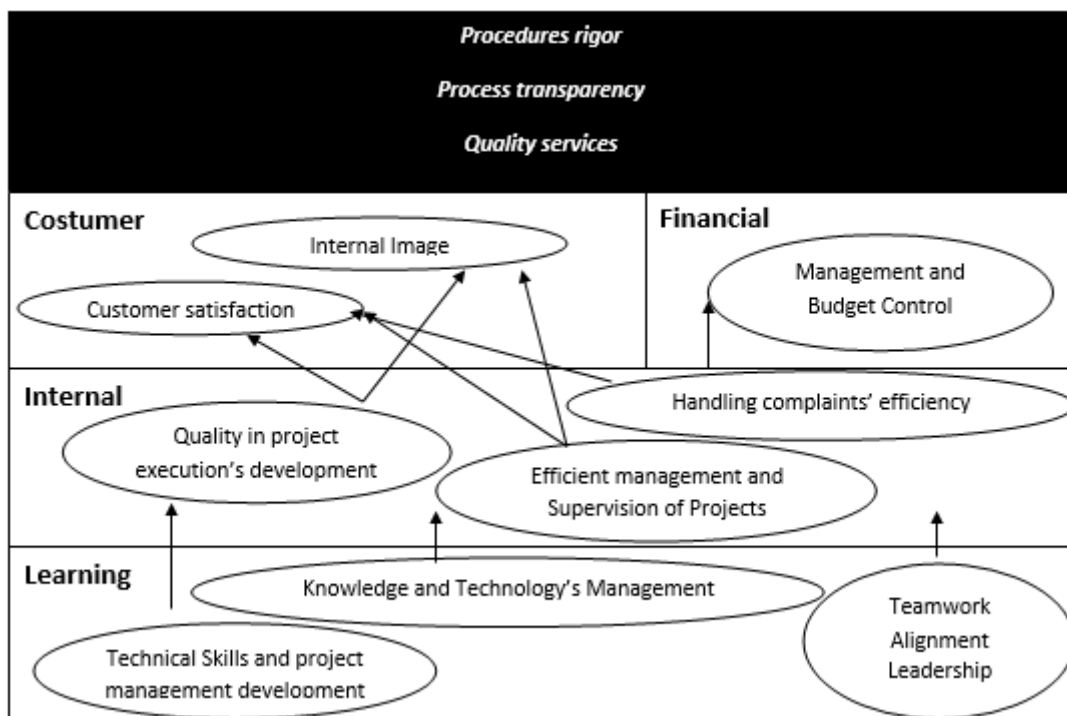 Procedures rigor
Process transparency
Quality services
Costumer
Internal Image
Customer satisfaction
Financial
Management and
Budget Control
Internal
Handling complaints’ efficiency
Quality in project
execution’s development
Efficient management and
Supervision of Projects
Learning
Knowledge and Technology’s Management
Technical Skills and project
management development
Teamwork
Alignment
Leadership